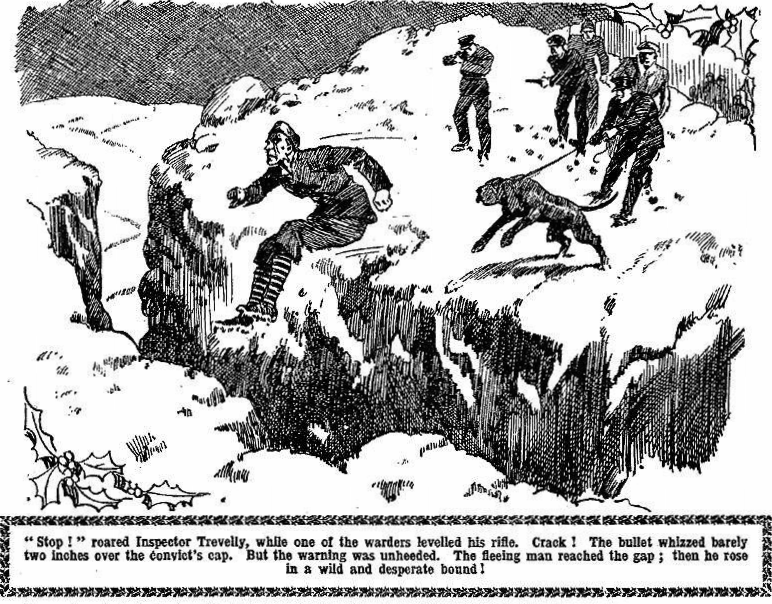 “ Stop ! ” roared Inspector Trevelly, while one of the warders levelled his rifle. Crack ! The bullet whizzed barely
two inches over the convict's cap. But the warning was unheeded. The fleeing man reached the gap ; then he rose
in a wild and desperate bound !